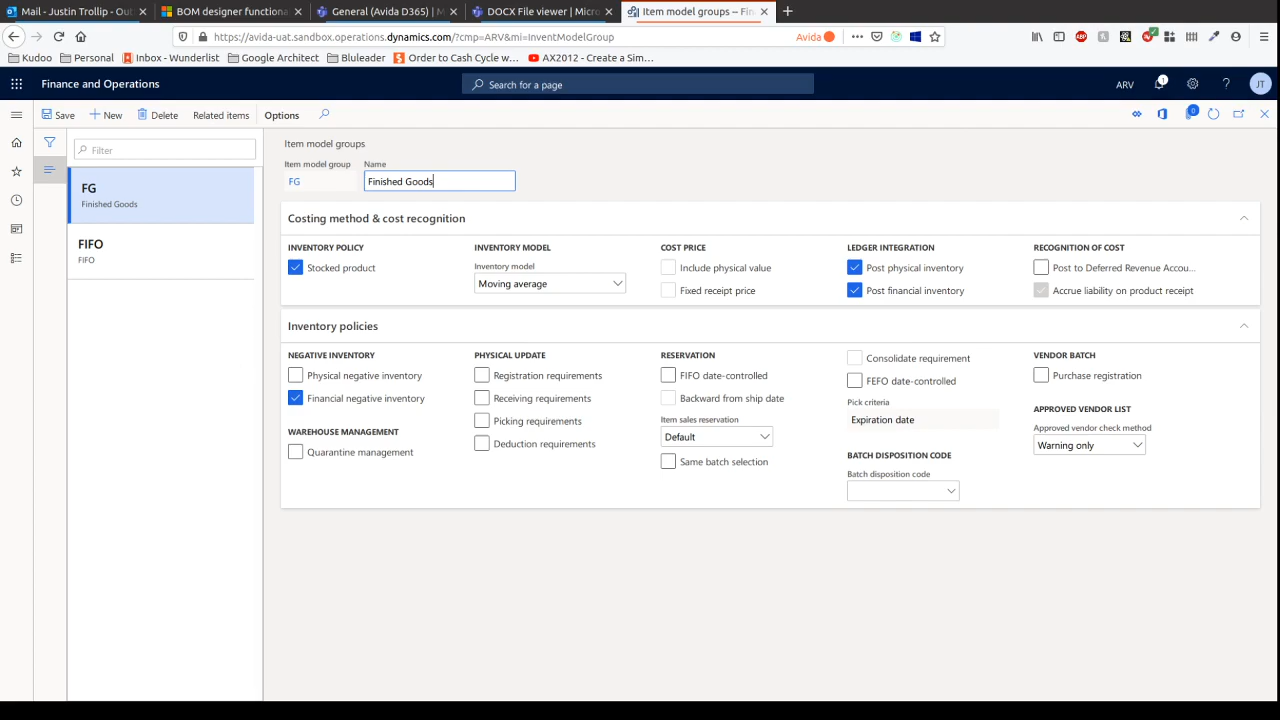 Mail - Justin Trollip - Out
BOM designer functiona
General (Avida D365) | M
DOCX File viewer | Micro
Item model groups -- Fin
https://avida-uat.sandbox.operations.dynamics.com/?cmp=ARV&mi=InventModelGroup
Avida
Kudoo
Personal
Inbox - Wunderlist
Google Architect
Bluleader
Order to Cash Cycle w...
AX2012 - Create a Sim...
Finance and Operations
Search for a page
ARV
1
?
JT
Save
New
Delete
Related items
Options
0
Filter
FG
Finished Goods
FIFO
FIFO
Item model groups
Item model group
Name
FG
Finished Goods
Costing method & cost recognition
INVENTORY POLICY
Stocked product
INVENTORY MODEL
Inventory model
Moving average
COST PRICE
Include physical value
Fixed receipt price
LEDGER INTEGRATION
Post physical inventory
Post financial inventory
RECOGNITION OF COST
Post to Deferred Revenue Accou...
Accrue liability on product receipt
Inventory policies
NEGATIVE INVENTORY
Physical negative inventory
Financial negative inventory
WAREHOUSE MANAGEMENT
Quarantine management
PHYSICAL UPDATE
Registration requirements
Receiving requirements
Picking requirements
Deduction requirements
RESERVATION
FIFO date-controlled
Backward from ship date
Item sales reservation
Default
Same batch selection
Consolidate requirement
FEFO date-controlled
Pick criteria
Expiration date
BATCH DISPOSITION CODE
Batch disposition code
VENDOR BATCH
Purchase registration
APPROVED VENDOR LIST
Approved vendor check method
Warning only